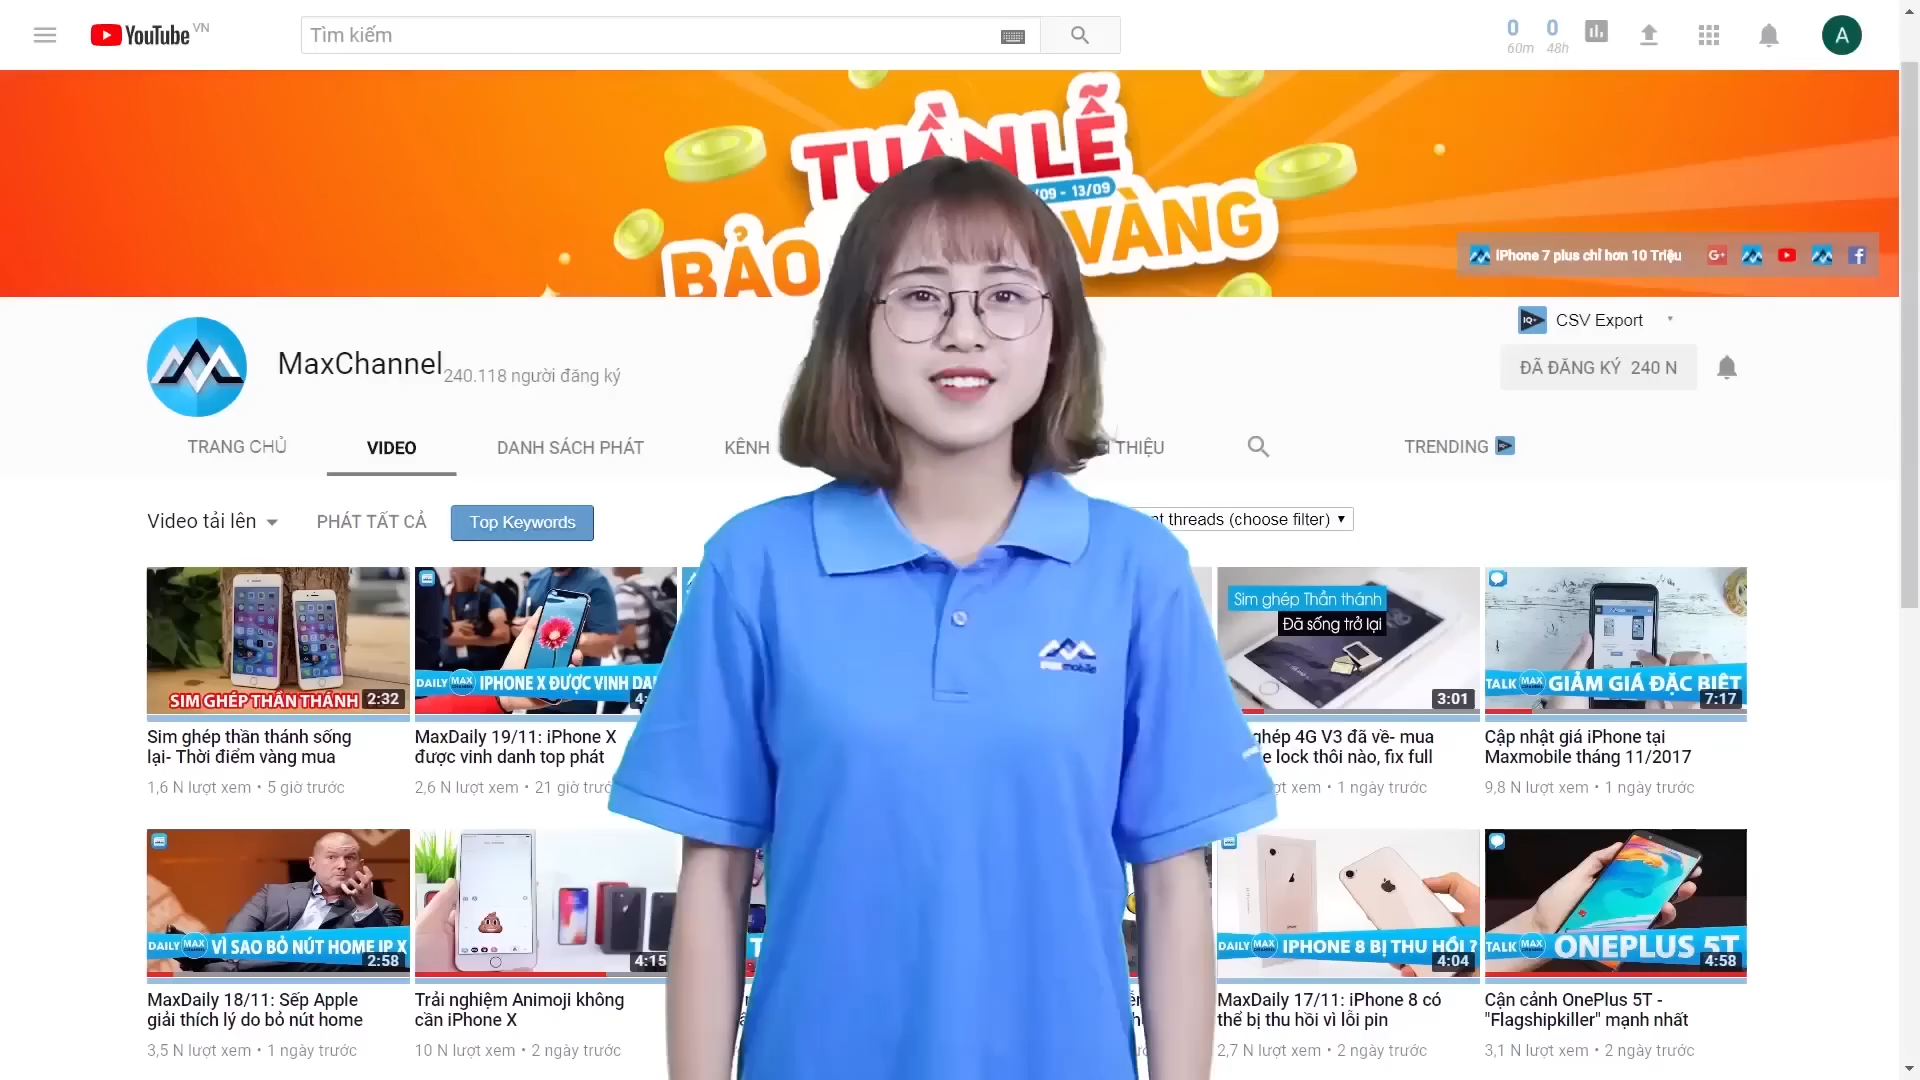 YouTube VN
Tìm kiếm
0 0
60m 48h
A
TUẦN LỄ
/09 - 13/09
BẢO VÀNG
iPhone 7 plus chỉ hơn 10 Triệu
G+
CSV Export
MaxChannel
240.118 người đăng ký
ĐÃ ĐĂNG KÝ 240 N
TRANG CHỦ VIDEO DANH SÁCH PHÁT KÊNH THIỆU TRENDING
Video tải lên PHÁT TẤT CẢ Top Keywords threads (choose filter)
mobile
SIM GHÉP THẦN THÁNH 2:32
DAILY MAX IPHONE X ĐƯỢC VINH
Sim ghép Thần thánh
Đã sống trở lại
3:01
TALK MAX GIẢM GIÁ ĐẶC BIỆT
7:17
Sim ghép thần thánh sống
lại- Thời điểm vàng mua
1,6 N lượt xem • 5 giờ trước
MaxDaily 19/11: iPhone X
được vinh danh top phát
2,6 N lượt xem • 21 giờ trước
ghép 4G V3 đã về- mua
lock thôi nào, fix full
xem • 1 ngày trước
Cập nhật giá iPhone tại
Maxmobile tháng 11/2017
9,8 N lượt xem • 1 ngày trước
DAILY MAX VÌ SAO BỎ NÚT HOME IP X
2:58
4:15
DAILY MAX IPHONE 8 BỊ THU HỒI ?
4:04
TALK MAX ONEPLUS 5T
4:58
MaxDaily 18/11: Sếp Apple
giải thích lý do bỏ nút home
3,5 N lượt xem • 1 ngày trước
Trải nghiệm Animoji không
cần iPhone X
10 N lượt xem • 2 ngày trước
MaxDaily 17/11: iPhone 8 có
thể bị thu hồi vì lỗi pin
2,7 N lượt xem • 2 ngày trước
Cận cảnh OnePlus 5T -
"Flagshipkiller" mạnh nhất
3,1 N lượt xem • 2 ngày trước